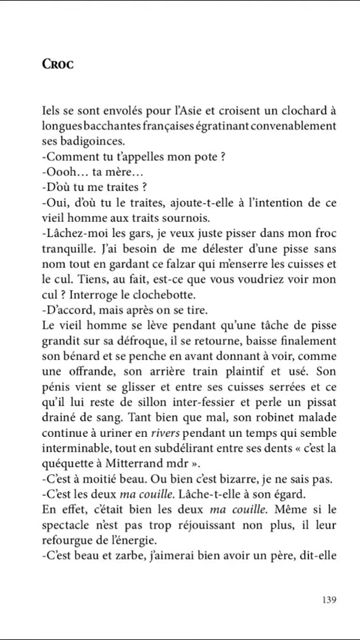 CROC
Iels se sont envolés pour l'Asie et croisent un clochard à
longues bacchantes françaises égratinant convenablement
ses badigoinces.
-Comment tu t'appelles mon pote ?
-Oooh… ta mère…
-D'où tu me traites ?
-Oui, d'où tu le traites, ajoute-t-elle à l'intention de ce
vieil homme aux traits sournois.
-Lâchez-moi les gars, je veux juste pisser dans mon froc
tranquille. J'ai besoin de me délester d'une pisse sans
nom tout en gardant ce falzar qui m'enserre les cuisses et
le cul. Tiens, au fait, est-ce que vous voudriez voir mon
cul ? Interroge le clochebotte.
-D'accord, mais après on se tire.
Le vieil homme se lève pendant qu'une tâche de pisse
grandit sur sa défroque, il se retourne, baisse finalement
son bénard et se penche en avant donnant à voir, comme
une offrande, son arrière train plaintif et usé. Son
pénis vient se glisser et entre ses cuisses serrées et ce
qu'il lui reste de sillon inter-fessier et perle un pissat
drainé de sang. Tant bien que mal, son robinet malade
continue à uriner en rivers pendant un temps qui semble
interminable, tout en subdélirant entre ses dents « c'est la
quéquette à Mitterrand mdr ».
-C'est à moitié beau. Ou bien c'est bizarre, je ne sais pas.
-C'est les deux ma couille. Lâche-t-elle à son égard.
En effet, c'était bien les deux ma couille. Même si le
spectacle n'est pas trop réjouissant non plus, il leur
refourgue de l'énergie.
-C'est beau et zarbe, j'aimerai bien avoir un père, dit-elle
139